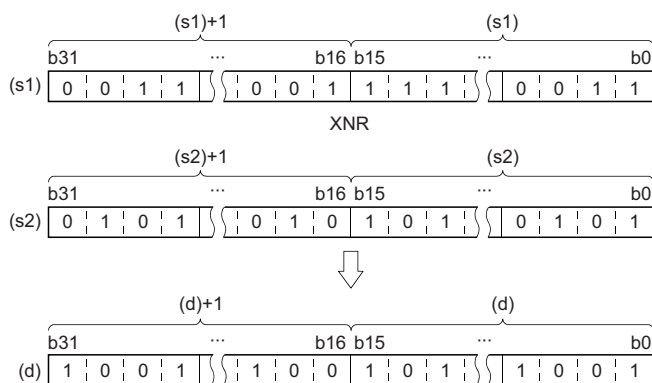 (s1)+1 (s1)
b31 ... b16 b15 ... b0
(s1) 0 0 1 1 0 0 1 1 1 1 0 0 1 1
XNR
(s2)+1 (s2)
b31 ... b16 b15 ... b0
(s2) 0 1 0 1 0 1 0 1 0 1 0 1 0 1
(d)+1 (d)
b31 ... b16 b15 ... b0
(d) 1 0 0 1 1 0 0 1 0 1 1 0 0 1